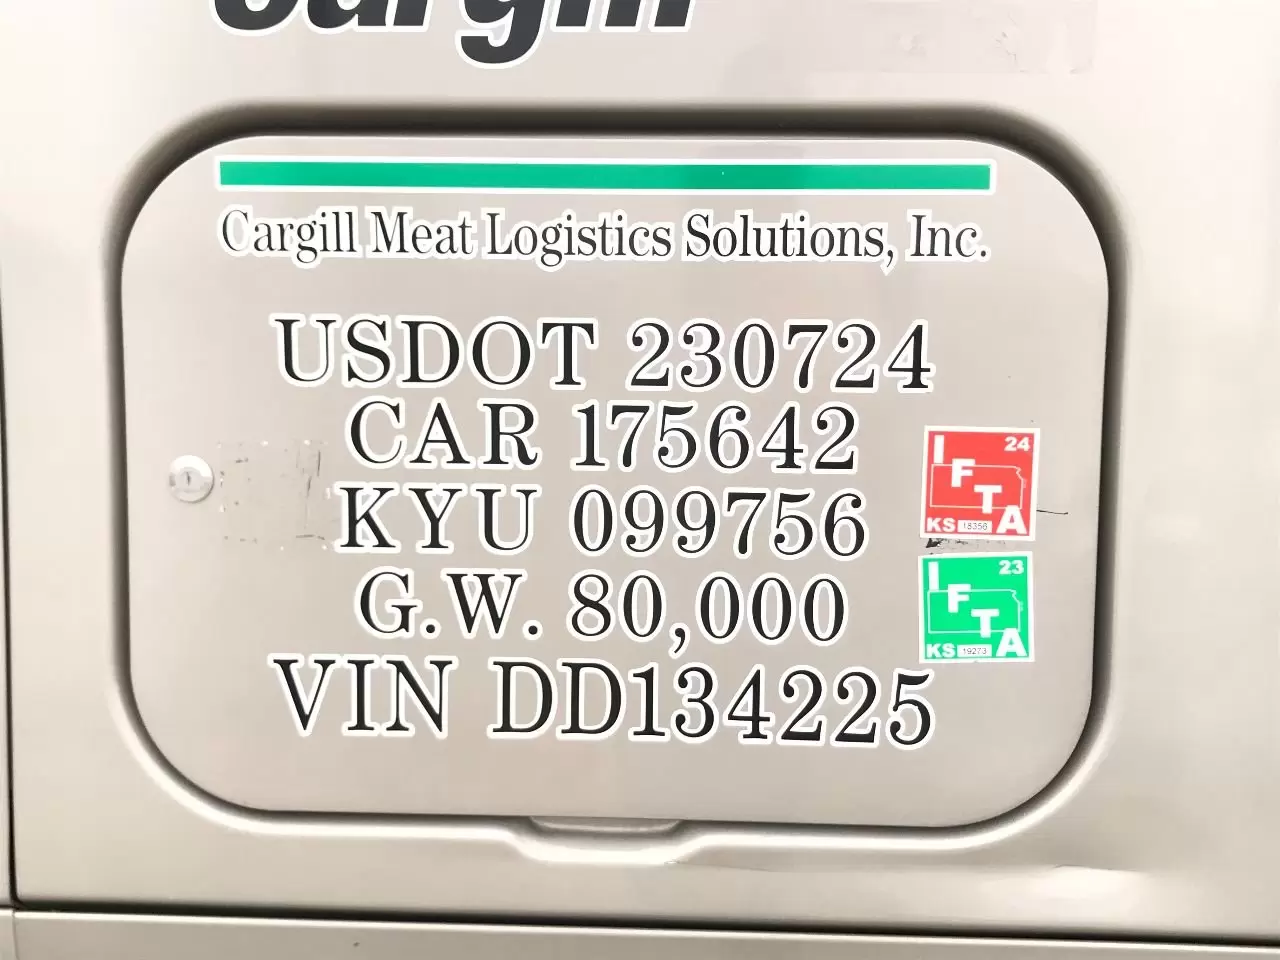 Cargill
Cargill Meat Logistics Solutions, Inc.
USDOT 230724
CAR 175642
KYU 099756
G.W. 80,000
VIN DD134225
24
IFTA
KS 18356
23
IFTA
KS 19273